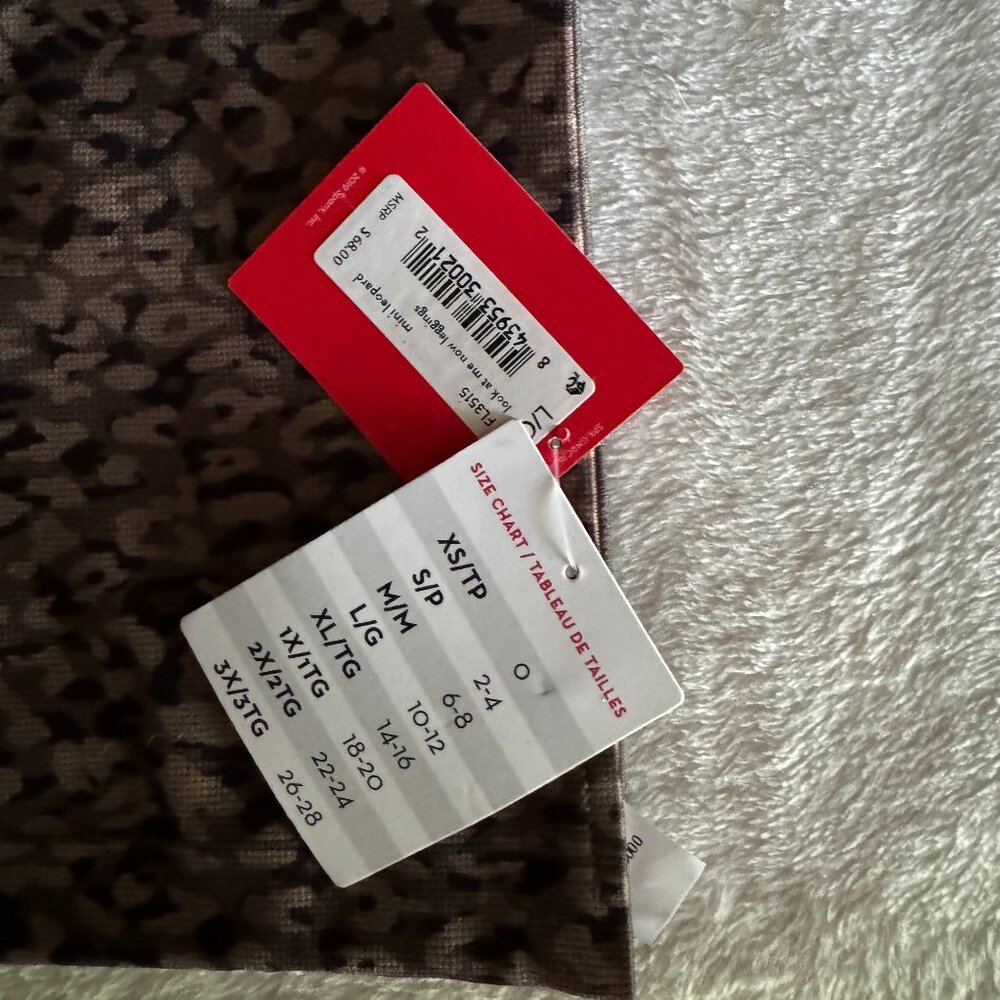 © 2019 Spanx, Inc.
MSRP $ 68.00
8 43953 30021 2
mini leopard
look at me now leggings
FL3515
SIZE CHART / TABLEAU DE TAILLES
XS/TP 0
S/P 2-4
M/M 6-8
L/G 10-12
XL/TG 14-16
1X/1TG 18-20
2X/2TG 22-24
3X/3TG 26-28